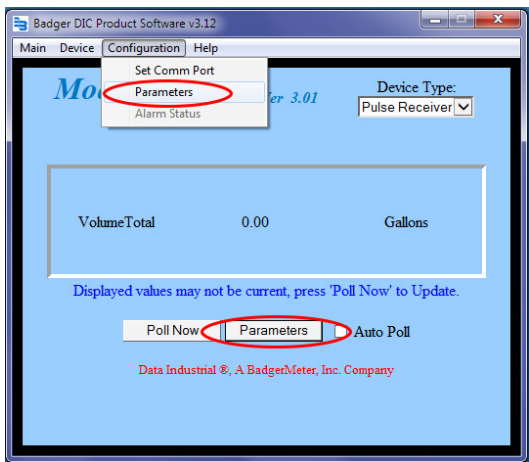 Badger DIC Product Software v3.12
Main Device Configuration Help
Set Comm Port
Parameters
Alarm Status
3.01
Device Type:
Pulse Receiver
VolumeTotal 0.00 Gallons
Displayed values may not be current, press 'Poll Now' to Update.
Poll Now Parameters Auto Poll
Data Industrial ®, A BadgerMeter, Inc. Company